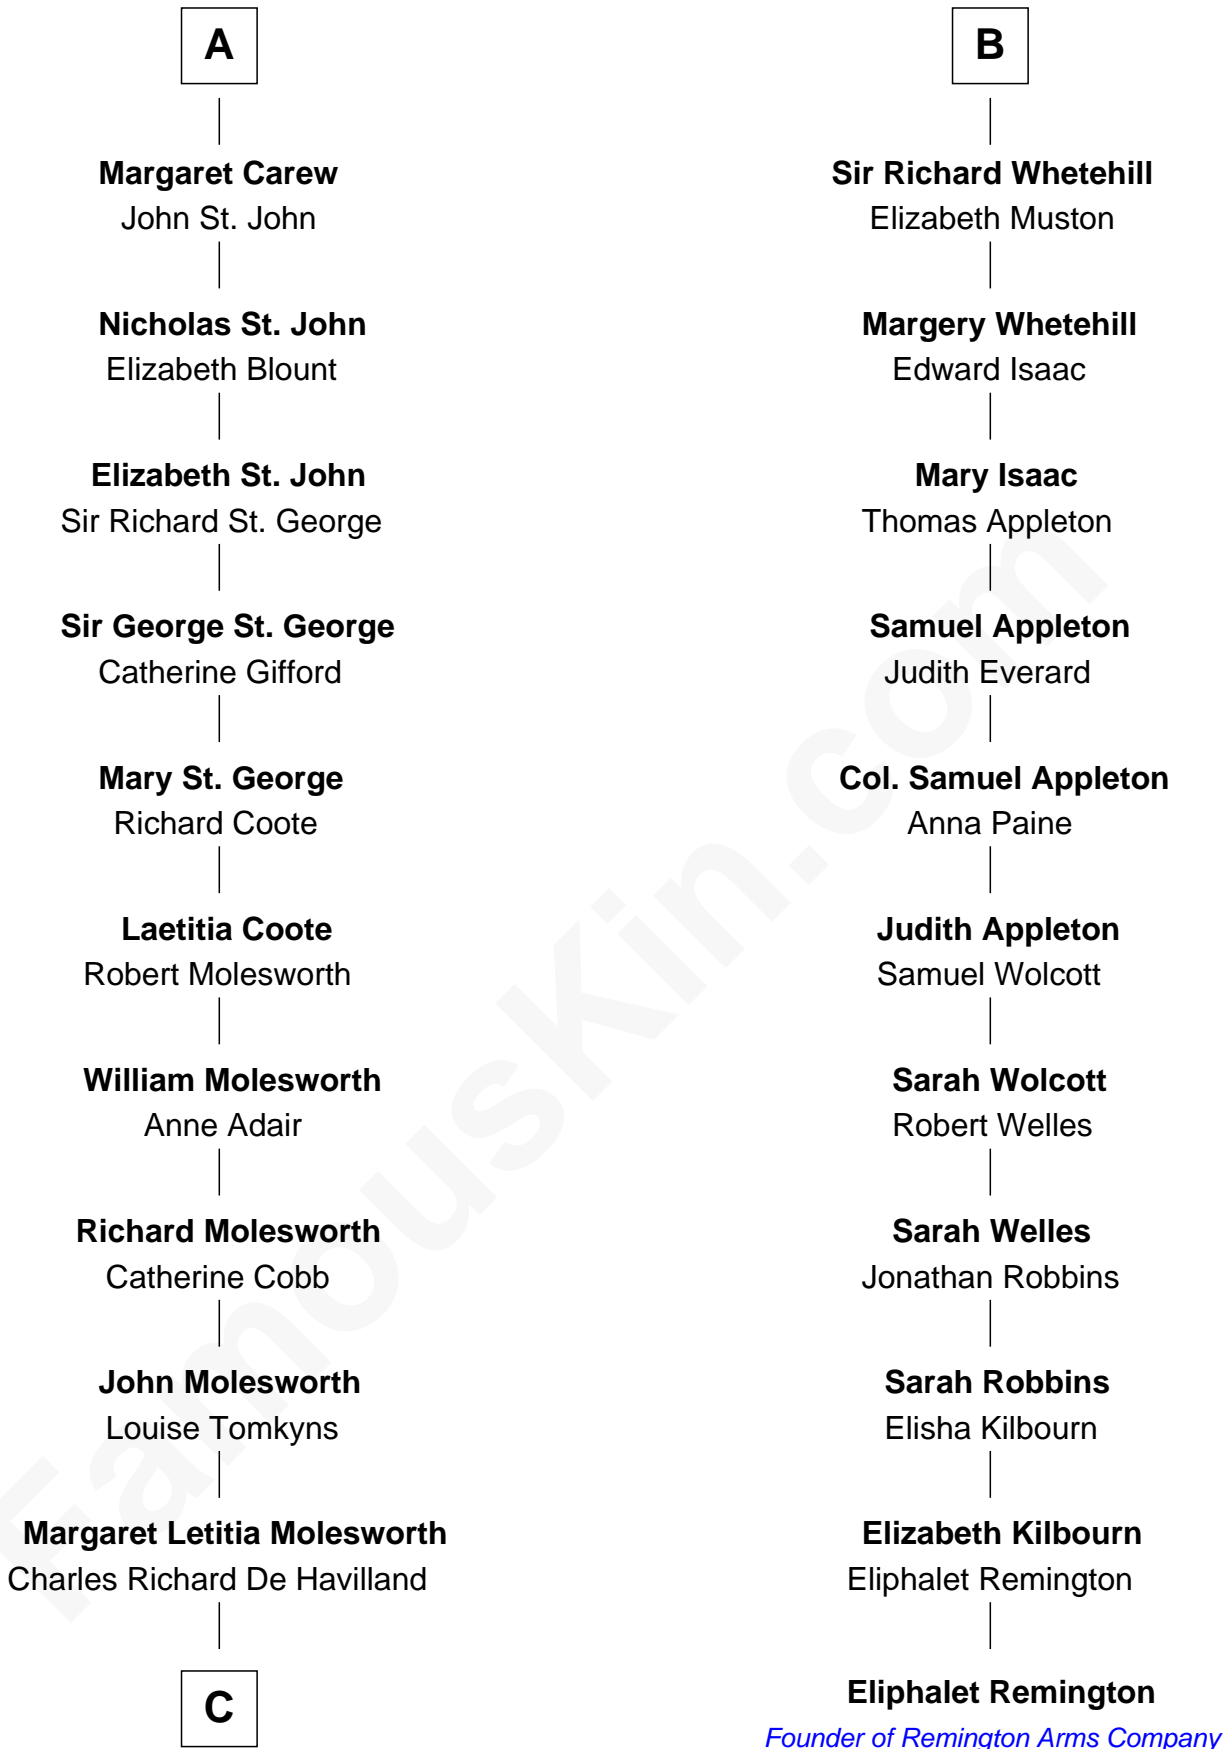 A
Margaret Carew
John St. John
Nicholas St. John
Elizabeth Blount
Elizabeth St. John
Sir Richard St. George
Sir George St. George
Catherine Gifford
Mary St. George
Richard Coote
Laetitia Coote
Robert Molesworth
William Molesworth
Anne Adair
Richard Molesworth
Catherine Cobb
John Molesworth
Louise Tomkyns
Margaret Letitia Molesworth
Charles Richard De Havilland
C
B
Sir Richard Whetehill
Elizabeth Muston
Margery Whetehill
Edward Isaac
Mary Isaac
Thomas Appleton
Samuel Appleton
Judith Everard
Col. Samuel Appleton
Anna Paine
Judith Appleton
Samuel Wolcott
Sarah Wolcott
Robert Welles
Sarah Welles
Jonathan Robbins
Sarah Robbins
Elisha Kilbourn
Elizabeth Kilbourn
Eliphalet Remington
Eliphalet Remington
Founder of Remington Arms Company
FamousKin.com